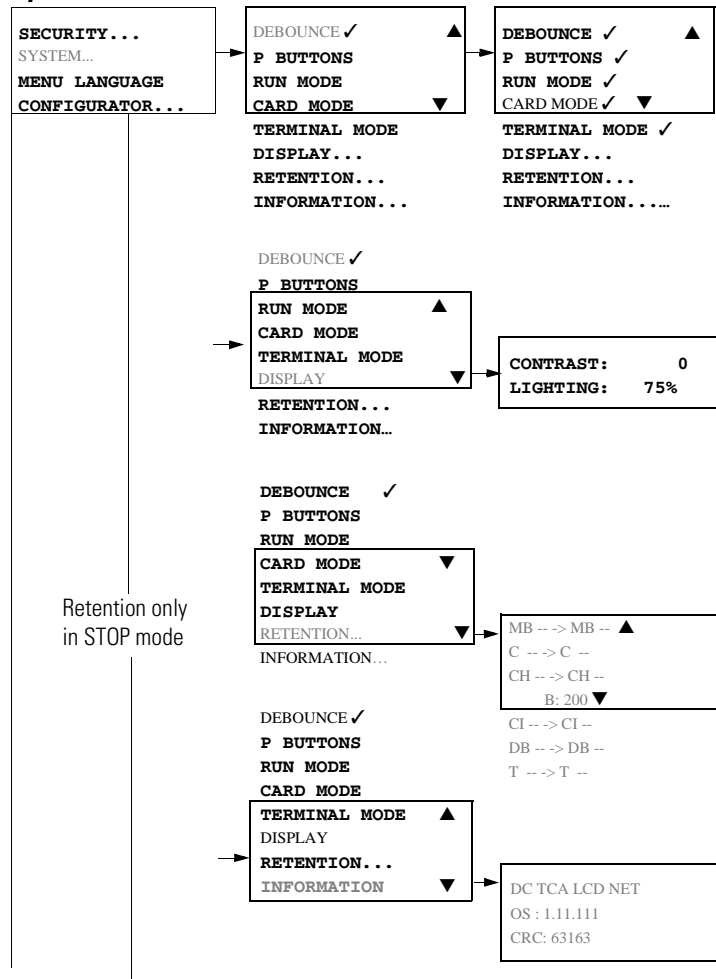 SECURITY...
SYSTEM...
MENU LANGUAGE
CONFIGURATOR...
DEBOUNCE ✓ ▲
P BUTTONS
RUN MODE
CARD MODE ▼
TERMINAL MODE
DISPLAY...
RETENTION...
INFORMATION...
DEBOUNCE ✓ ▲
P BUTTONS ✓
RUN MODE ✓
CARD MODE ✓ ▼
TERMINAL MODE ✓
DISPLAY...
RETENTION...
INFORMATION...…
DEBOUNCE ✓
P BUTTONS
RUN MODE ▲
CARD MODE
TERMINAL MODE
DISPLAY ▼
RETENTION...
INFORMATION…
CONTRAST: 0
LIGHTING: 75%
Retention only
in STOP mode
DEBOUNCE ✓
P BUTTONS
RUN MODE
CARD MODE ▼
TERMINAL MODE
DISPLAY
RETENTION... ▼
INFORMATION…
MB -- -> MB -- ▲
C -- -> C --
CH -- -> CH --
B: 200 ▼
CI -- -> CI --
DB -- -> DB --
T -- -> T --
DEBOUNCE ✓
P BUTTONS
RUN MODE
CARD MODE
TERMINAL MODE ▲
DISPLAY
RETENTION...
INFORMATION ▼
DC TCA LCD NET
OS : 1.11.111
CRC: 63163